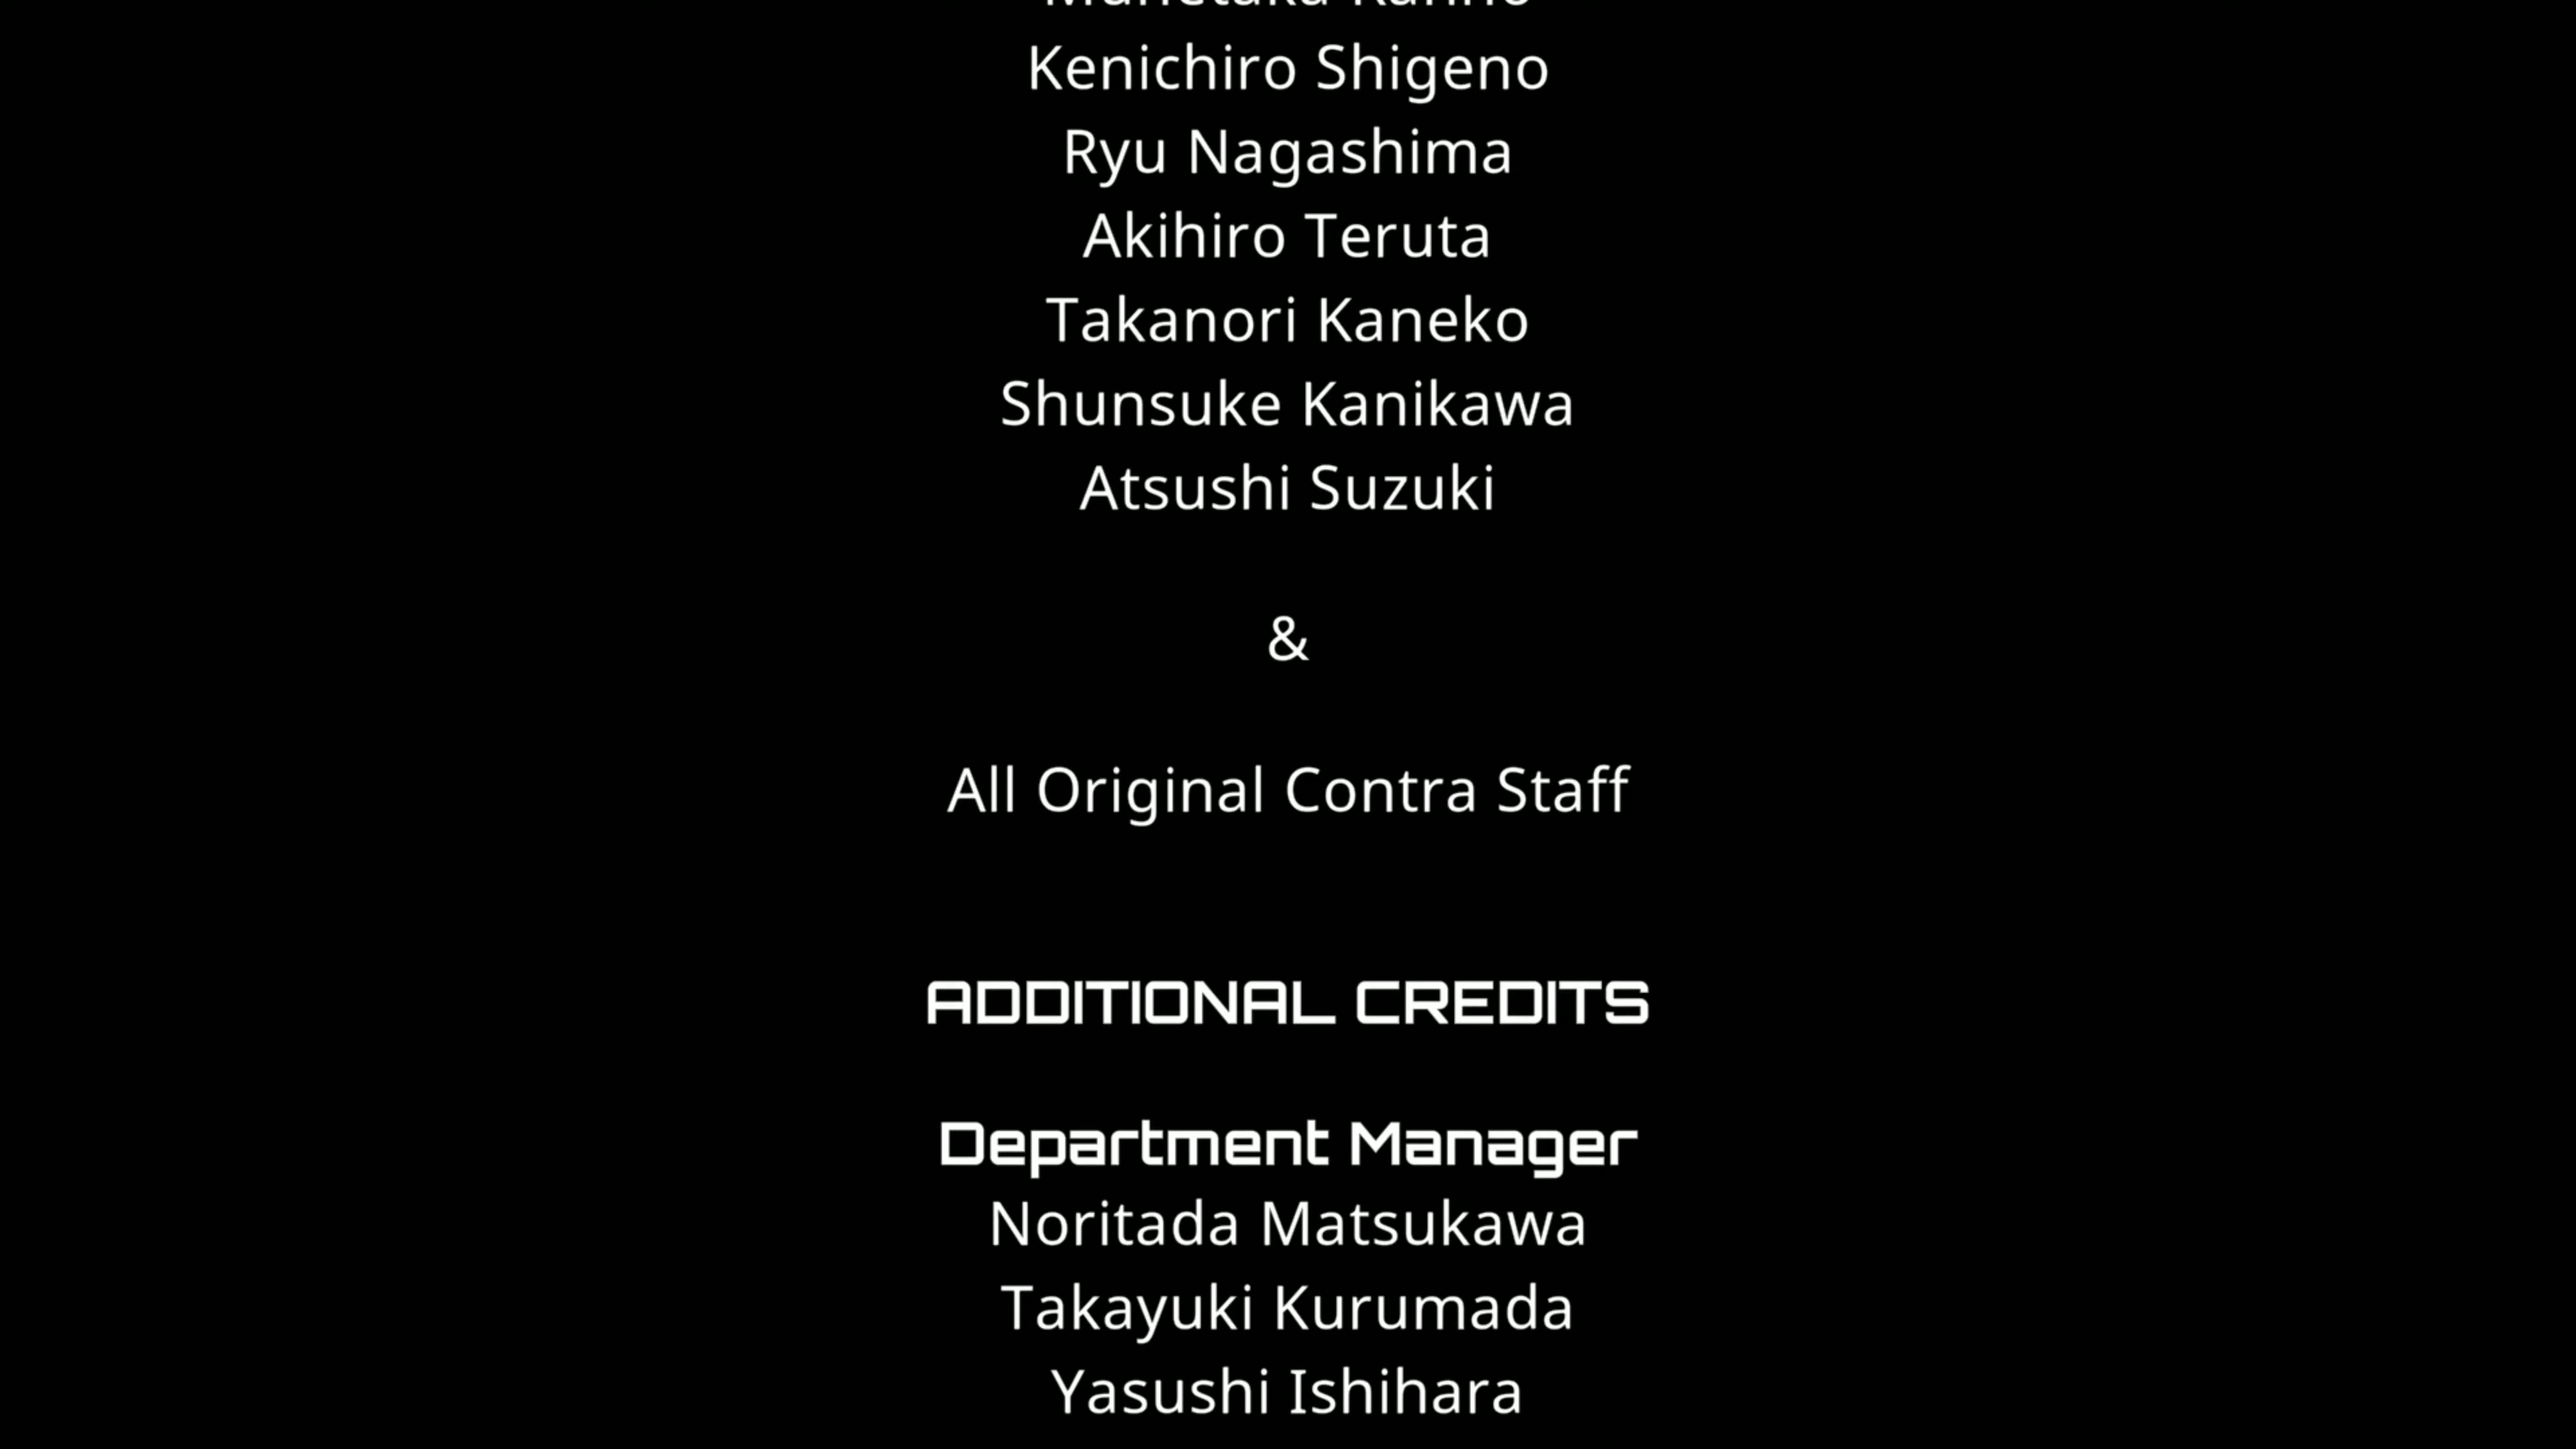 Kenichiro Shigeno
Ryu Nagashima
Akihiro Teruta
Takanori Kaneko
Shunsuke Kanikawa
Atsushi Suzuki
&
All Original Contra Staff
ADDITIONAL CREDITS
Department Manager
Noritada Matsukawa
Takayuki Kurumada
Yasushi Ishihara